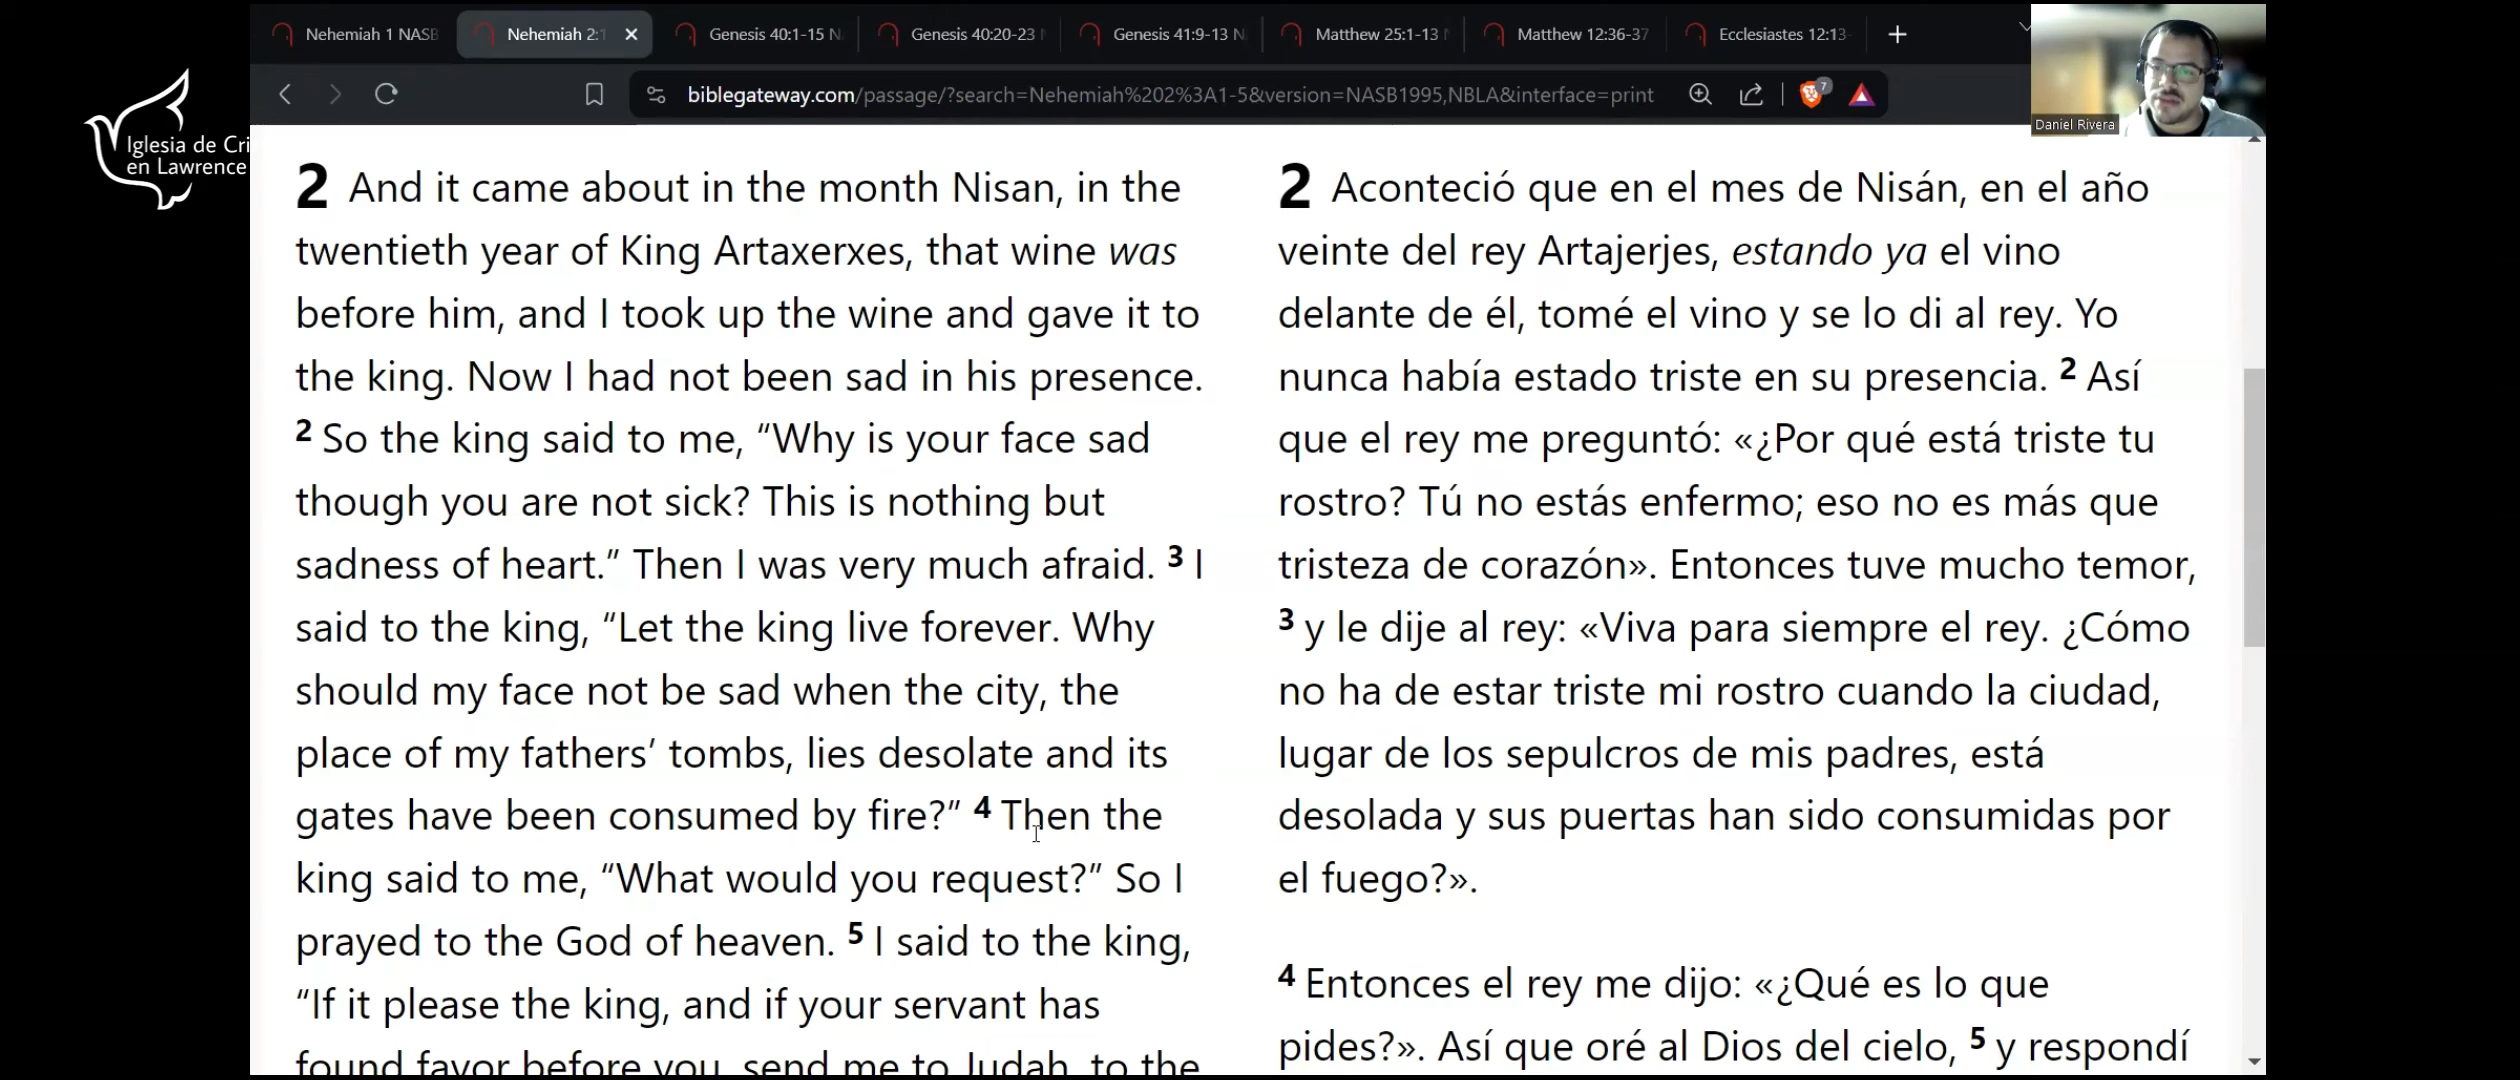 Nehemiah 1 NASB
Nehemiah 2:1
Genesis 40:1-15 N
Genesis 40:20-23
Genesis 41:9-13 N
Matthew 25:1-13
Matthew 12:36-37
Ecclesiastes 12:13-
biblegateway.com/passage/?search=Nehemiah%202%3A1-5&version=NASB1995,NBLA&interface=print
7
Daniel Rivera
Iglesia de Cri
en Lawrence
2 And it came about in the month Nisan, in the
twentieth year of King Artaxerxes, that wine was
before him, and I took up the wine and gave it to
the king. Now I had not been sad in his presence.
2 So the king said to me, “Why is your face sad
though you are not sick? This is nothing but
sadness of heart.” Then I was very much afraid. 3 I
said to the king, “Let the king live forever. Why
should my face not be sad when the city, the
place of my fathers’ tombs, lies desolate and its
gates have been consumed by fire?” 4 Then the
king said to me, “What would you request?” So I
prayed to the God of heaven. 5 I said to the king,
“If it please the king, and if your servant has
found favor before you, send me to Judah, to the
2 Aconteció que en el mes de Nisán, en el año
veinte del rey Artajerjes, estando ya el vino
delante de él, tomé el vino y se lo di al rey. Yo
nunca había estado triste en su presencia. 2 Así
que el rey me preguntó: «¿Por qué está triste tu
rostro? Tú no estás enfermo; eso no es más que
tristeza de corazón». Entonces tuve mucho temor,
3 y le dije al rey: «Viva para siempre el rey. ¿Cómo
no ha de estar triste mi rostro cuando la ciudad,
lugar de los sepulcros de mis padres, está
desolada y sus puertas han sido consumidas por
el fuego?».
4 Entonces el rey me dijo: «¿Qué es lo que
pides?». Así que oré al Dios del cielo, 5 y respondí